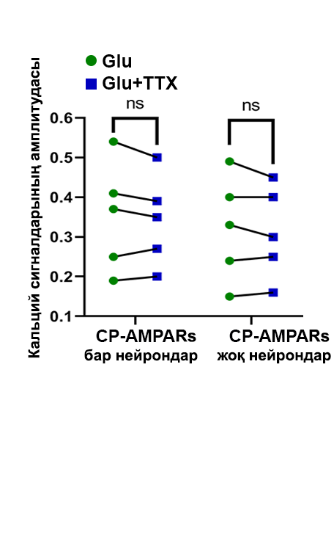 Glu
Glu+TTX
Кальций сигналдарының амплитудасы
ns
ns
0.6
0.5
0.4
0.3
0.2
0.1
CP-AMPARs
бар нейрондар
CP-AMPARs
жоқ нейрондар